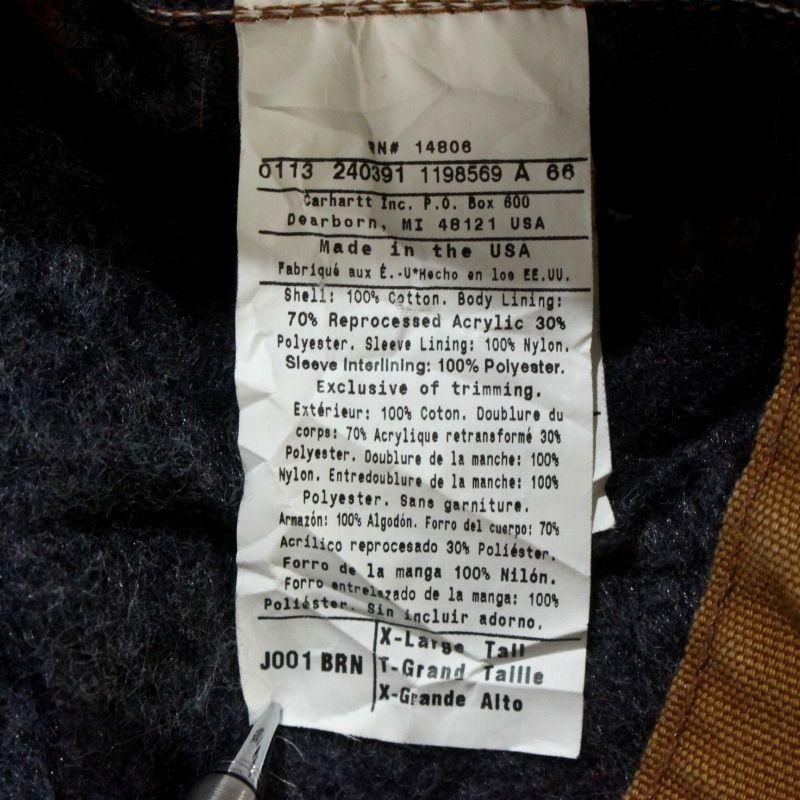 RN# 14806
0113 240391 1198569 A 66
Carhartt Inc. P.O. Box 600
Dearborn, MI 48121 USA
Made in the USA
Fabriqué aux É.-U*Hecho en los EE.UU.
Shell: 100% Cotton. Body Lining:
70% Reprocessed Acrylic 30%
Polyester. Sleeve Lining: 100% Nylon.
Sleeve Interlining: 100% Polyester.
Exclusive of trimming.
Extérieur: 100% Coton. Doublure du
corps: 70% Acrylique retransformé 30%
Polyester. Doublure de la manche: 100%
Nylon. Entredoublure de la manche: 100%
Polyester. Sans garniture.
Armazón: 100% Algodón. Forro del cuerpo: 70%
Acrílico reprocesado 30% Poliéster.
Forro de la manga 100% Nilón.
Forro entrelazado de la manga: 100%
Poliéster. Sin incluir adorno.
J001 BRN
X-Large Tall
T-Grand Taille
X-Grande Alto